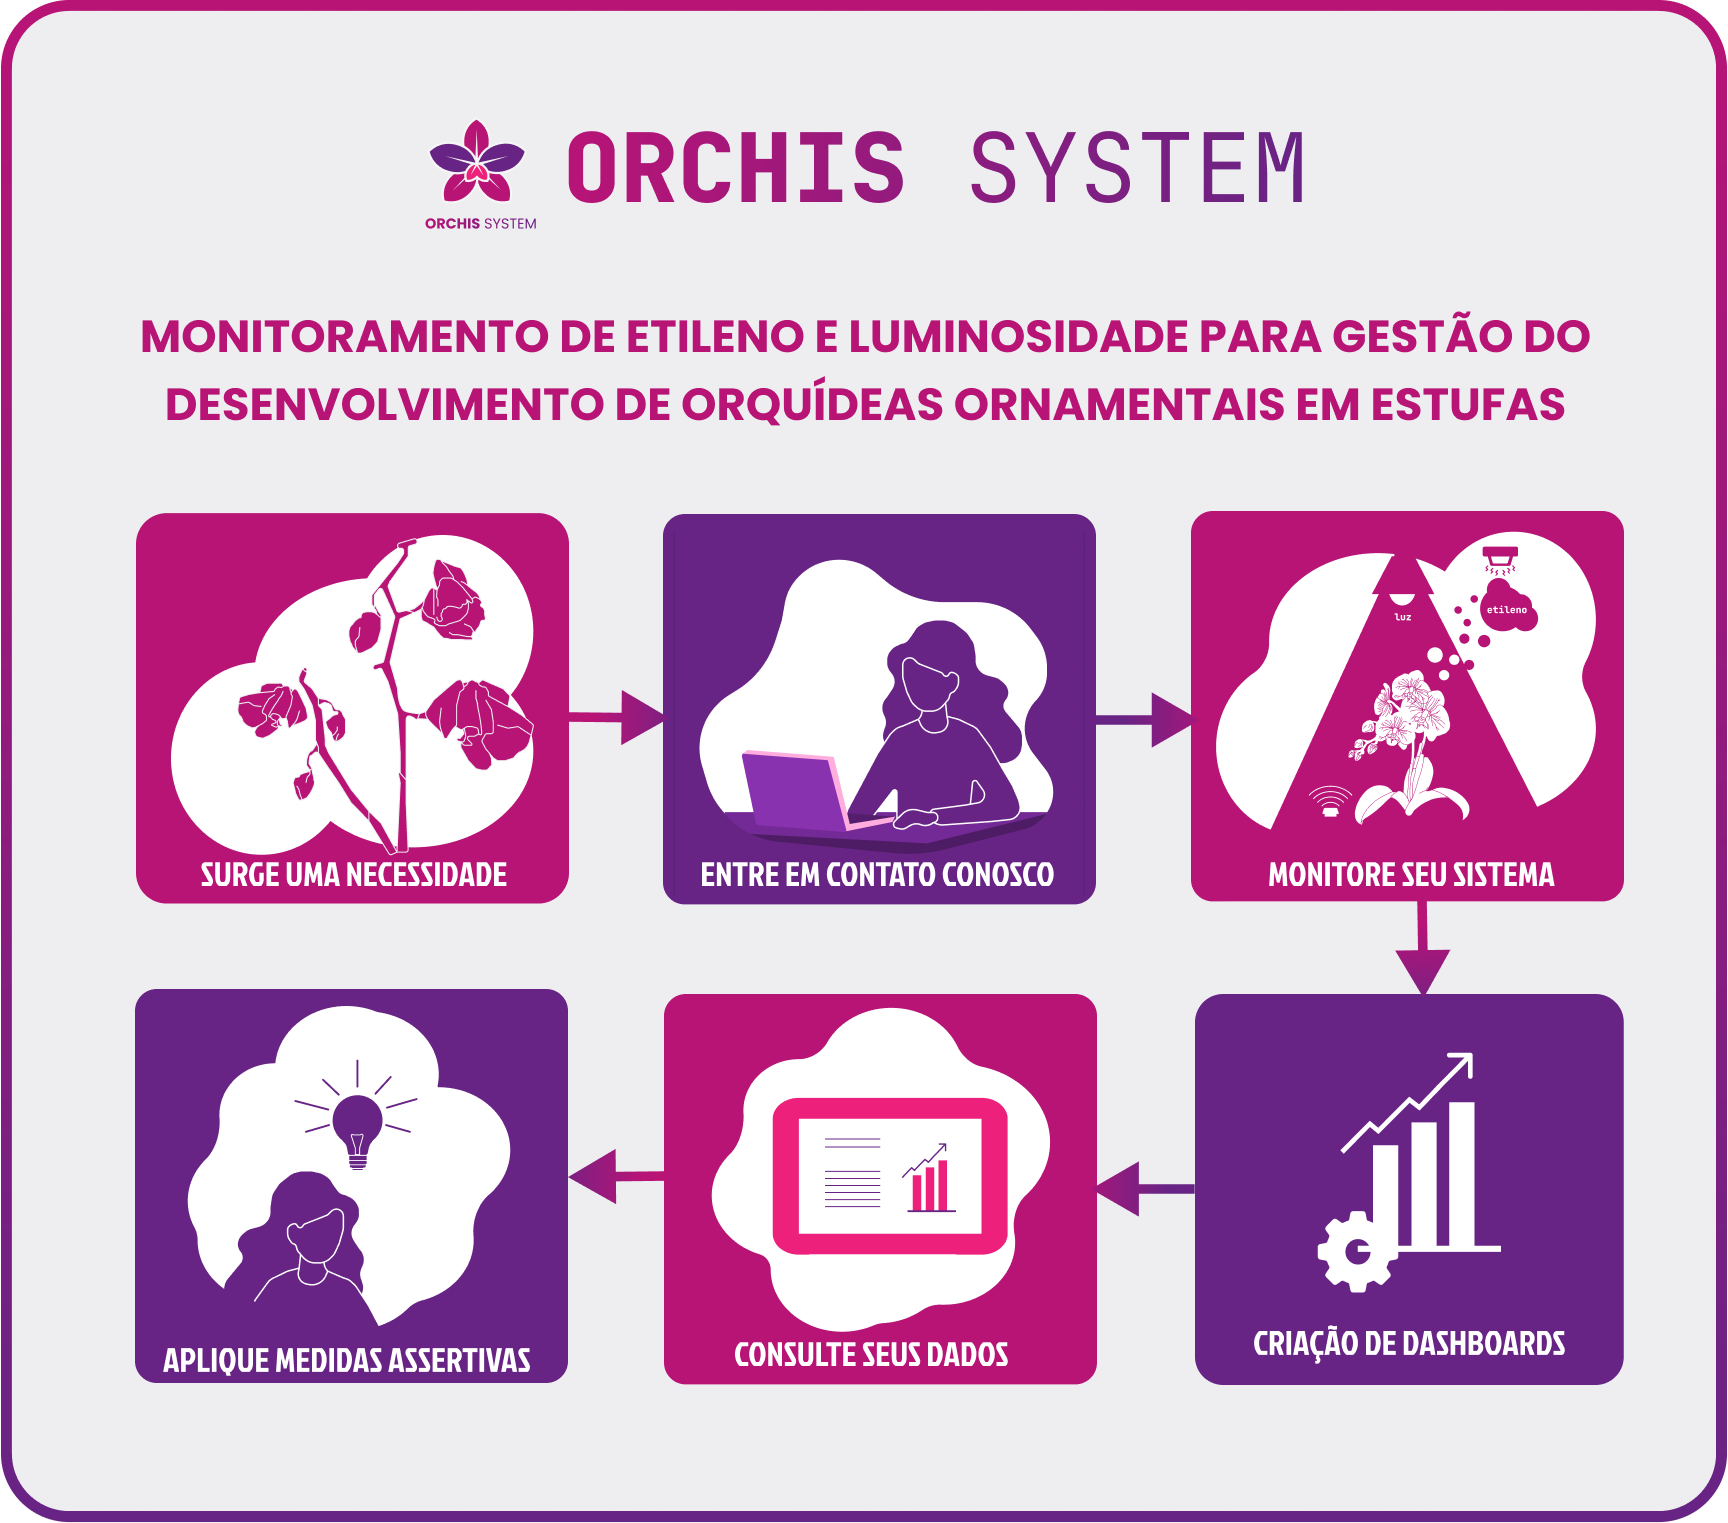 ORCHIS SYSTEM
ORCHIS SYSTEM
MONITORAMENTO DE ETILENO E LUMINOSIDADE PARA GESTÃO DO
DESENVOLVIMENTO DE ORQUÍDEAS ORNAMENTAIS EM ESTUFAS
SURGE UMA NECESSIDADE
ENTRE EM CONTATO CONOSCO
etileno
luz
MONITORE SEU SISTEMA
CRIAÇÃO DE DASHBOARDS
CONSULTE SEUS DADOS
APLIQUE MEDIDAS ASSERTIVAS